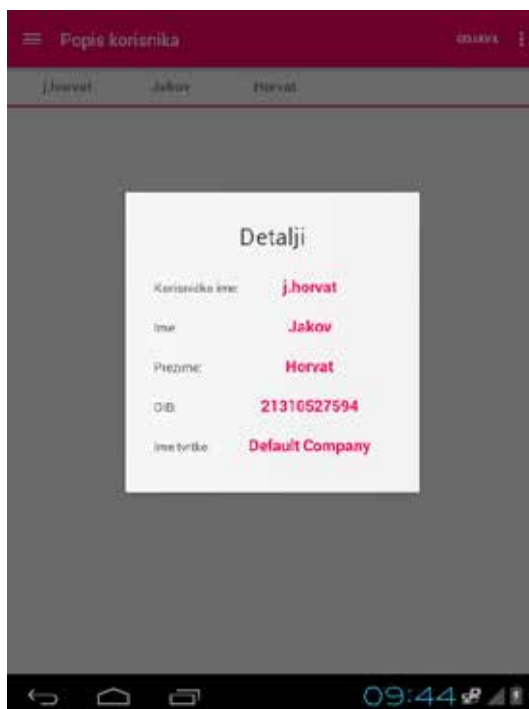 Popis korisnika ODJAVA
j.horvat Jakov Horvat
Detalji
Korisničko ime: j.horvat
Ime: Jakov
Prezime: Horvat
OIB: 21310527594
Ime tvrtke: Default Company
09:44